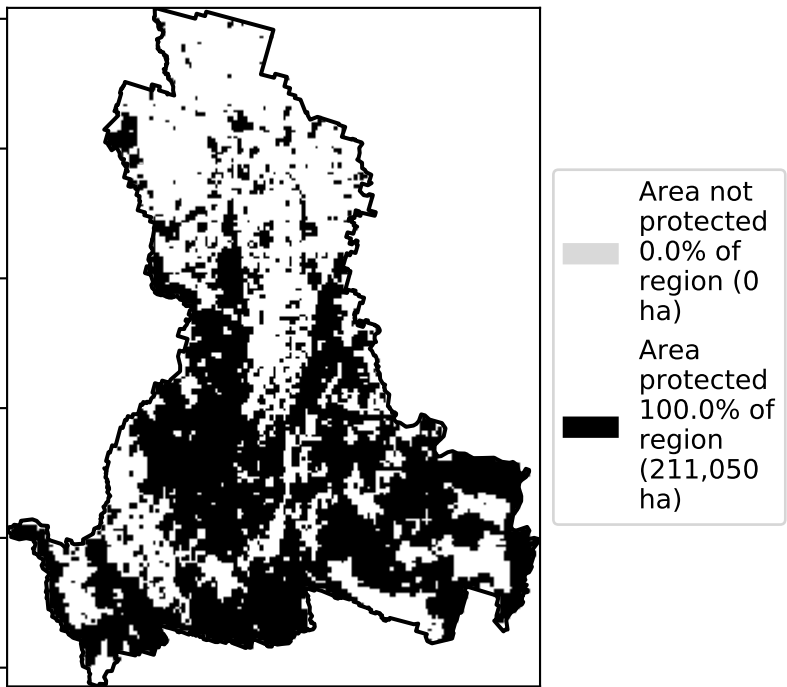 Area not
protected
0.0% of
region (0
ha)
Area
protected
100.0% of
region
(211,050
ha)